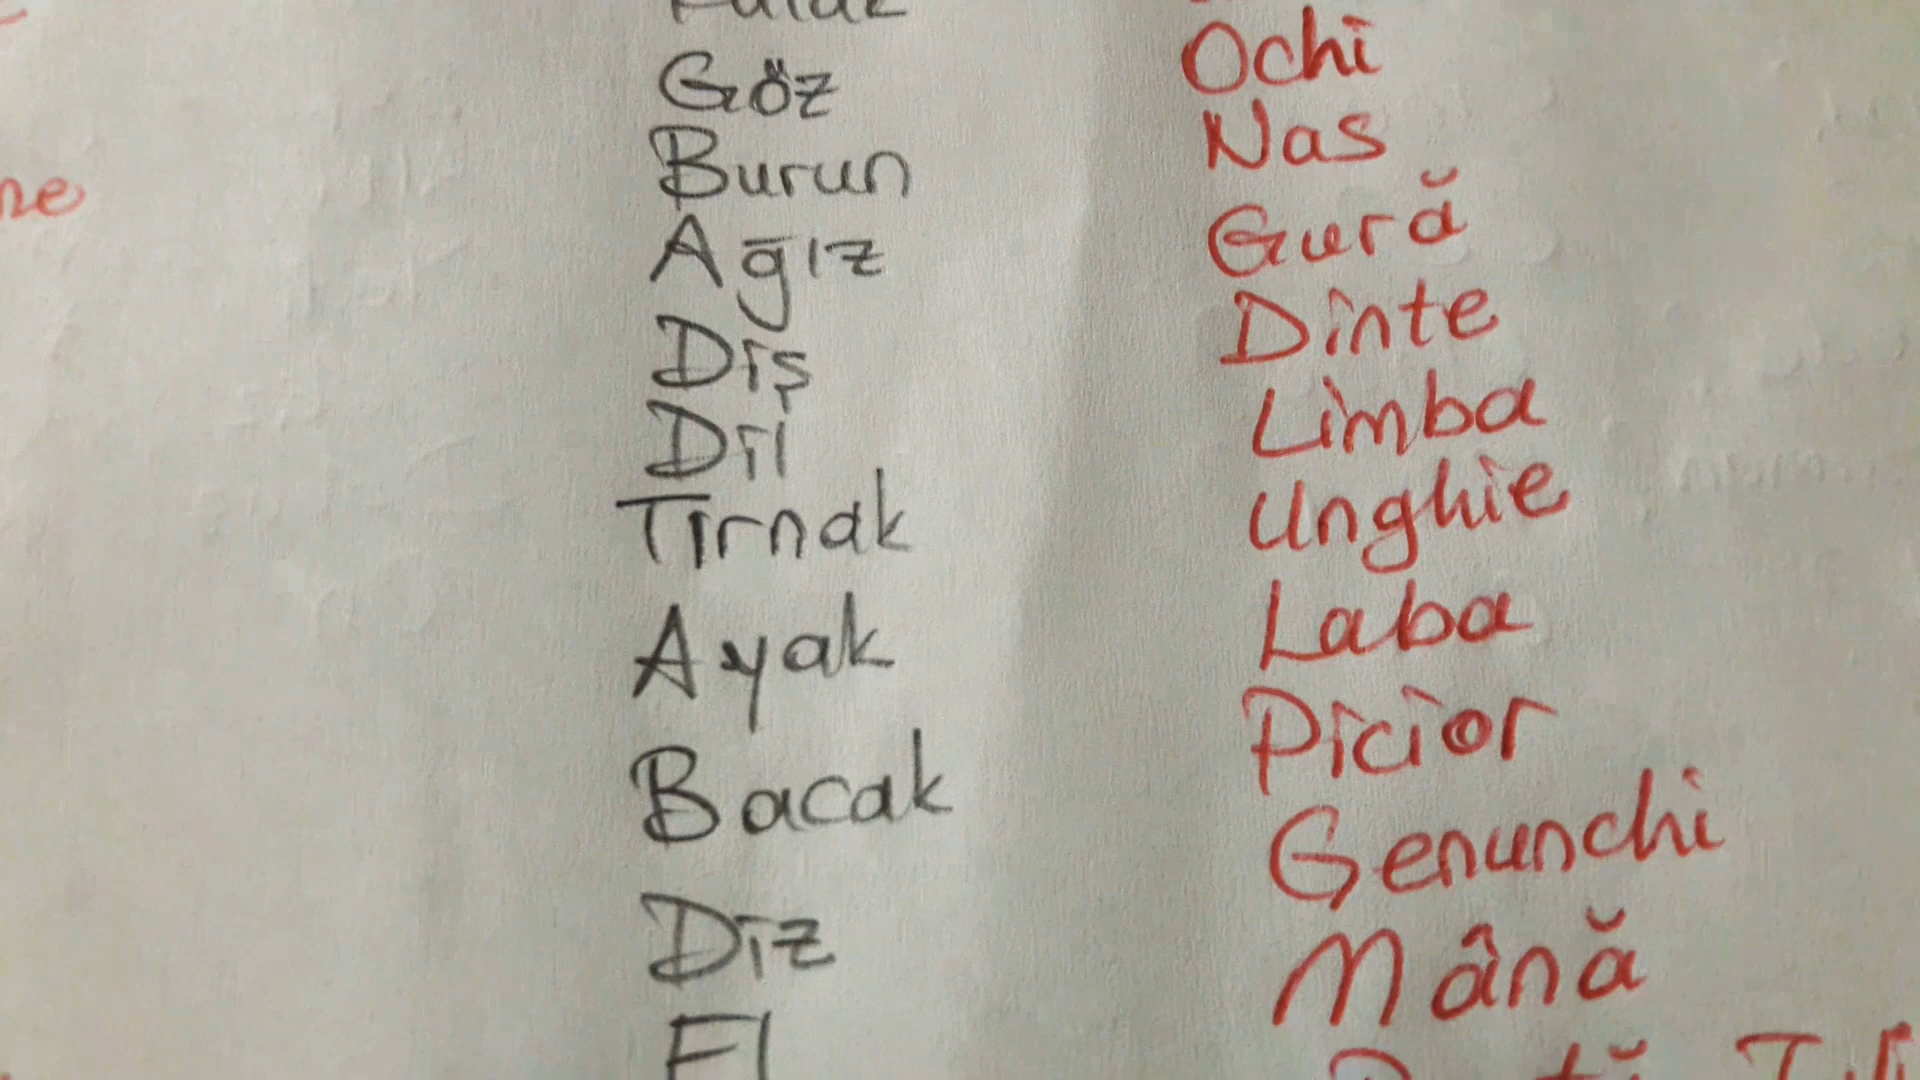 Göz Ochi
Burun Nas
Ağız Gură
Diş Dinte
Dil Limba
Tırnak Unghie
Ayak Laba
Bacak Picior
Diz Genunchi
El Mână